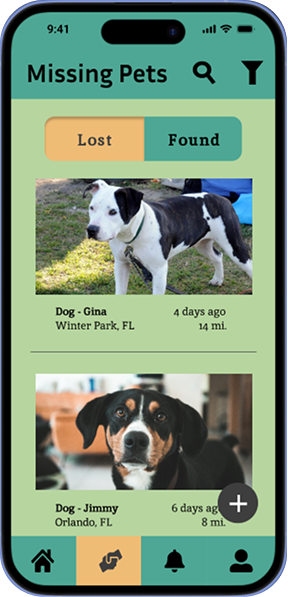 9:41
Missing Pets
Lost
Found
Dog - Gina
4 days ago
Winter Park, FL
14 mi.
Dog - Jimmy
6 days ago
Orlando, FL
8 mi.